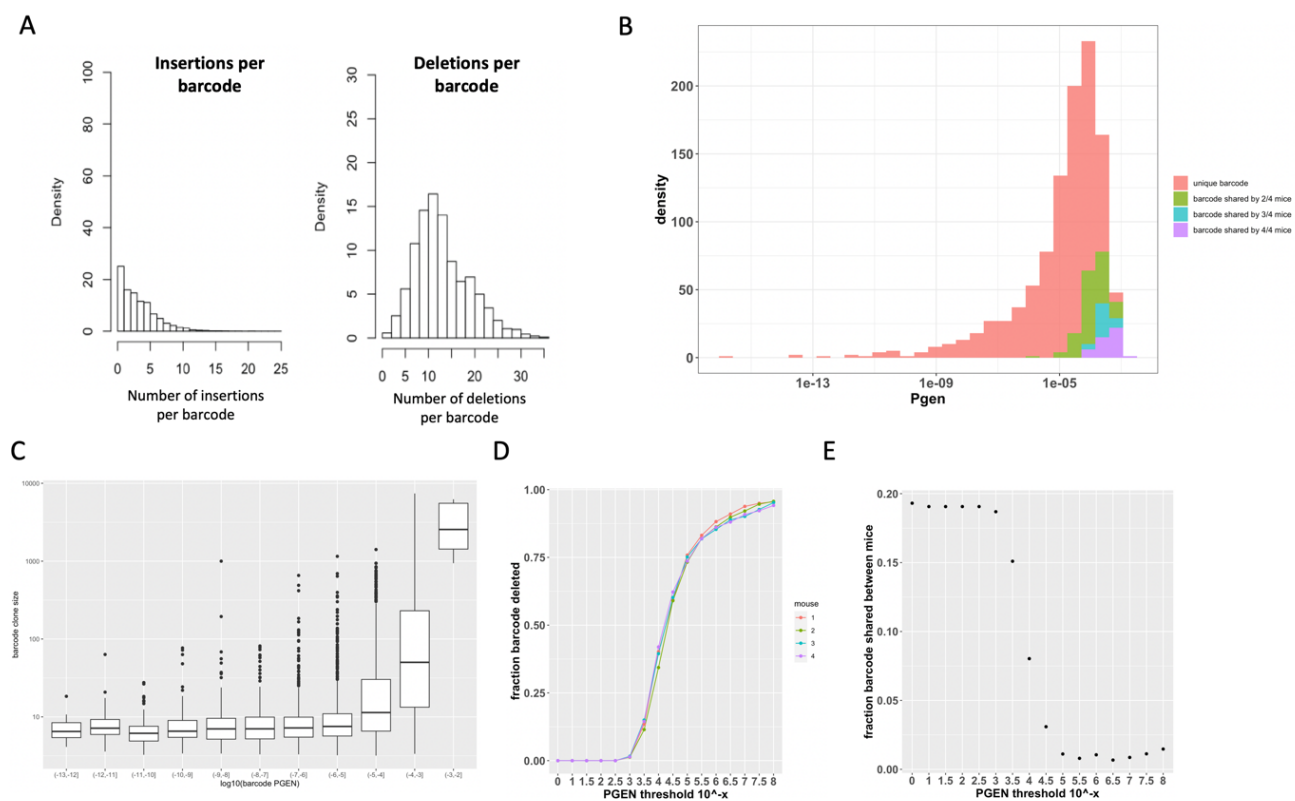 A
Insertions per
barcode
Density
100
80
60
40
20
0
0 5 10 15 20 25
Number of insertions
per barcode
Deletions per
barcode
Density
30
25
20
15
10
5
0
0 5 10 20 30
Number of deletions
per barcode
B
density
200
150
100
50
0
1e-13 1e-09 1e-05
Pgen
unique barcode
barcode shared by 2/4 mice
barcode shared by 3/4 mice
barcode shared by 4/4 mice
C
barcode clone size
10000
1000
100
10
(-13,-12] (-12,-11] (-11,-10] (-10,-9] (-9,-8] (-8,-7] (-7,-6] (-6,-5] (-5,-4] (-4,-3] (-3,-2]
log10(barcode PGEN)
D
fraction barcode deleted
1.00
0.75
0.50
0.25
0.00
0 1 1.5 2 2.5 3 3.5 4 4.5 5 5.5 6 6.5 7 7.5 8
PGEN threshold 10^-x
mouse
1
2
3
4
E
fraction barcode shared between mice
0.20
0.15
0.10
0.05
0.00
0 1 1.5 2 2.5 3 3.5 4 4.5 5 5.5 6 6.5 7 7.5 8
PGEN threshold 10^-x